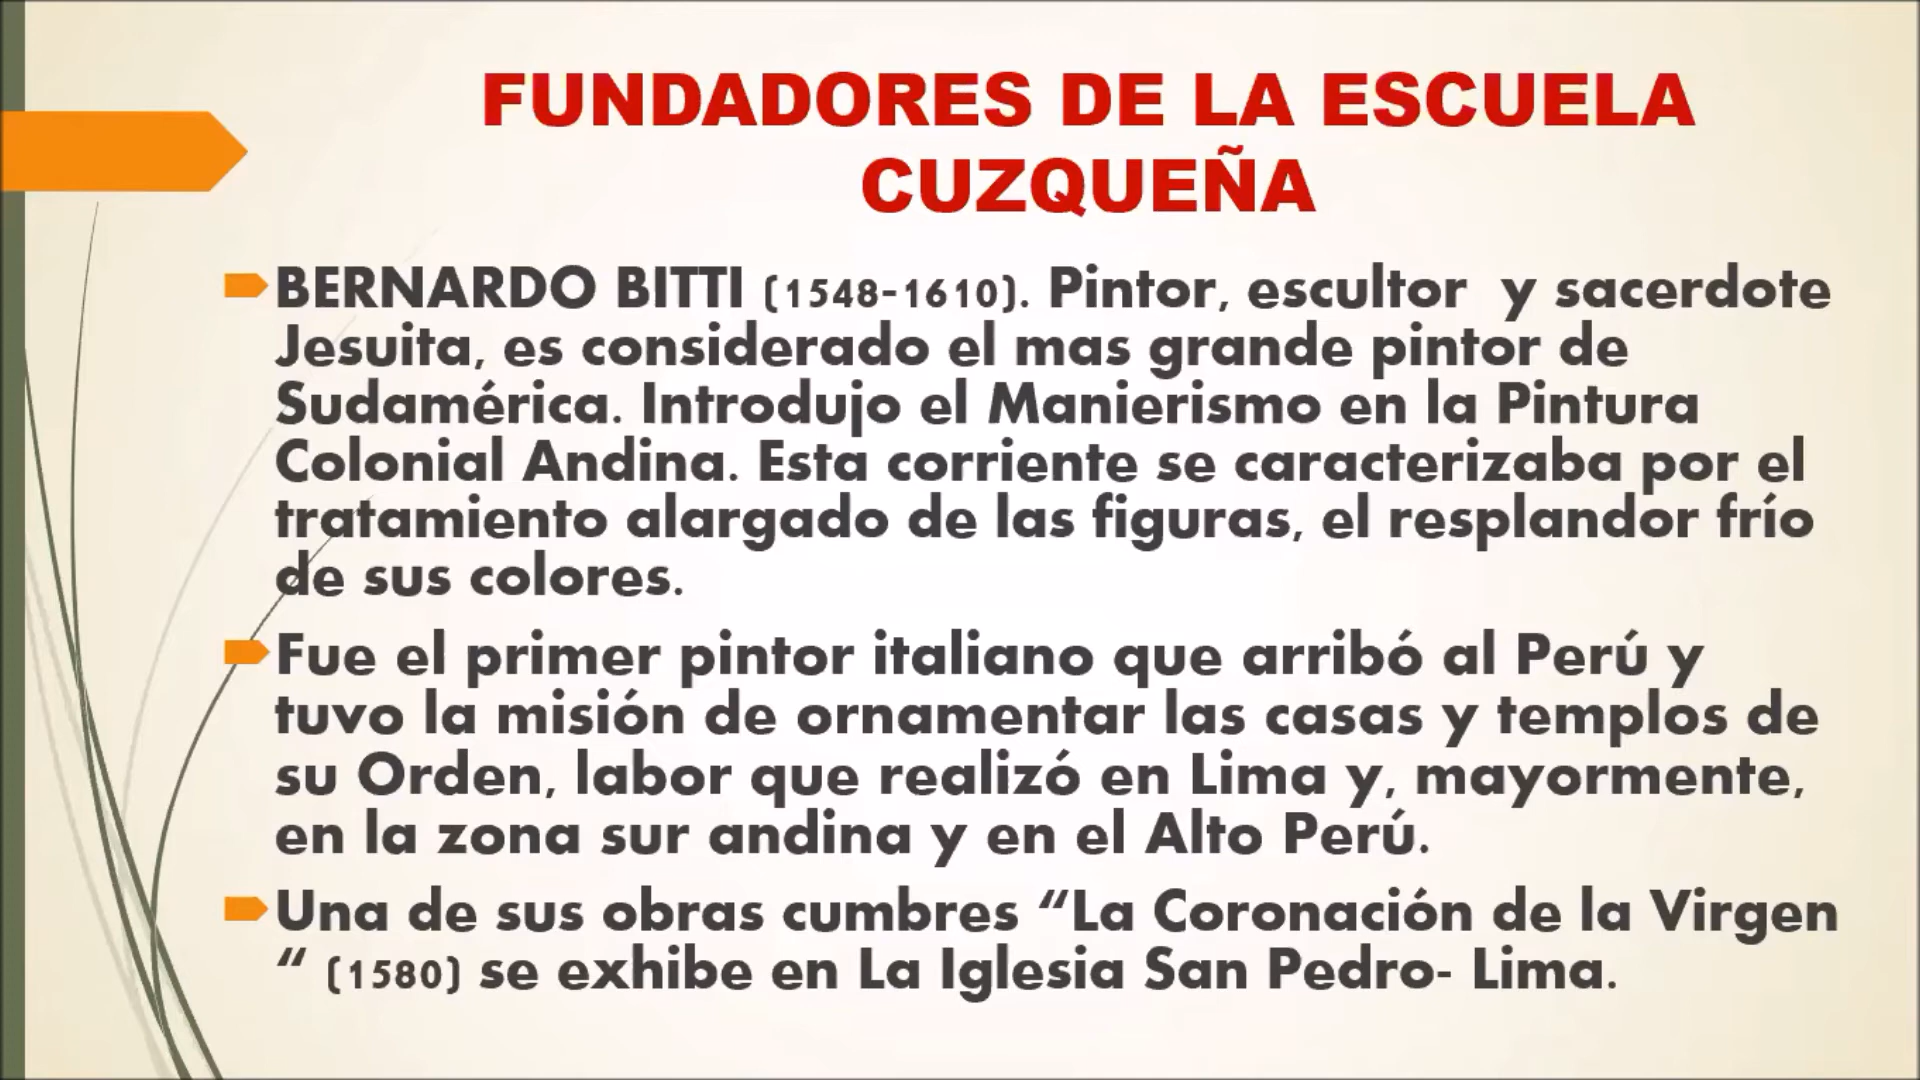 FUNDADORES DE LA ESCUELA
CUZQUEÑA
BERNARDO BITTI (1548-1610). Pintor, escultor y sacerdote
Jesuita, es considerado el mas grande pintor de
Sudamérica. Introdujo el Manierismo en la Pintura
Colonial Andina. Esta corriente se caracterizaba por el
tratamiento alargado de las figuras, el resplandor frío
de sus colores.
Fue el primer pintor italiano que arribó al Perú y
tuvo la misión de ornamentar las casas y templos de
su Orden, labor que realizó en Lima y, mayormente,
en la zona sur andina y en el Alto Perú.
Una de sus obras cumbres “La Coronación de la Virgen
“ (1580) se exhibe en La Iglesia San Pedro- Lima.